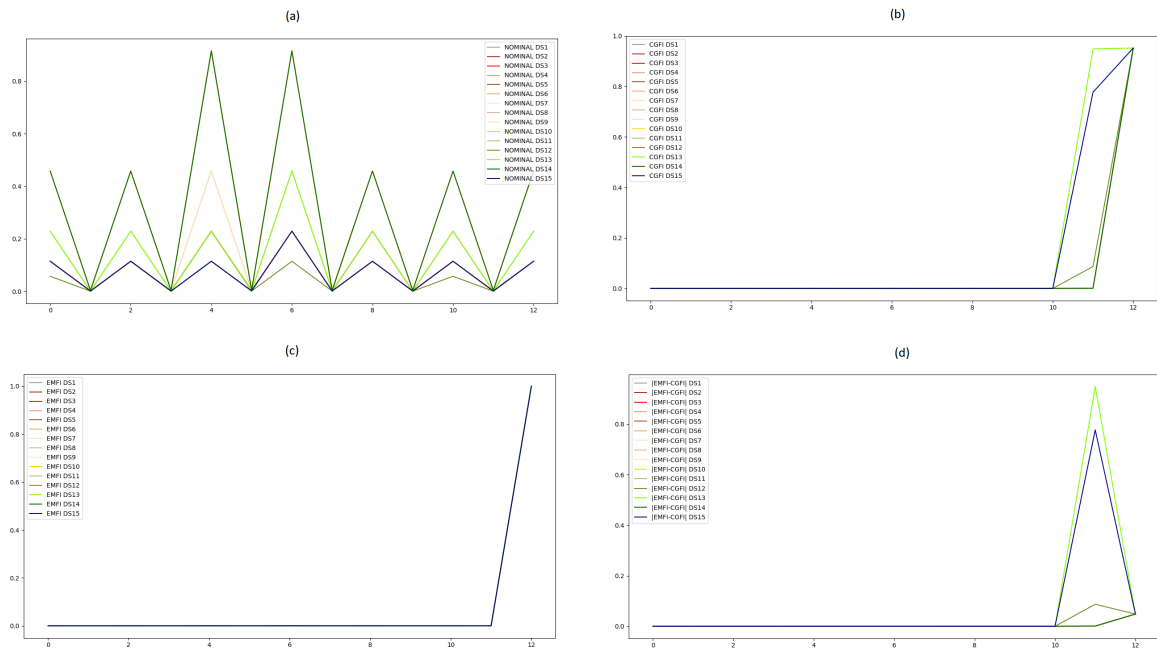 (a)
NOMINAL DS1
NOMINAL DS2
NOMINAL DS3
NOMINAL DS4
NOMINAL DS5
NOMINAL DS6
NOMINAL DS7
NOMINAL DS8
NOMINAL DS9
NOMINAL DS10
NOMINAL DS11
NOMINAL DS12
NOMINAL DS13
NOMINAL DS14
NOMINAL DS15
0.8
0.6
0.4
0.2
0.0
0 2 4 6 8 10 12
(b)
CGFI DS1
CGFI DS2
CGFI DS3
CGFI DS4
CGFI DS5
CGFI DS6
CGFI DS7
CGFI DS8
CGFI DS9
CGFI DS10
CGFI DS11
CGFI DS12
CGFI DS13
CGFI DS14
CGFI DS15
1.0
0.8
0.6
0.4
0.2
0.0
0 2 4 6 8 10 12
(c)
EMFI DS1
EMFI DS2
EMFI DS3
EMFI DS4
EMFI DS5
EMFI DS6
EMFI DS7
EMFI DS8
EMFI DS9
EMFI DS10
EMFI DS11
EMFI DS12
EMFI DS13
EMFI DS14
EMFI DS15
1.0
0.8
0.6
0.4
0.2
0.0
0 2 4 6 8 10 12
(d)
|EMFI-CGFI| DS1
|EMFI-CGFI| DS2
|EMFI-CGFI| DS3
|EMFI-CGFI| DS4
|EMFI-CGFI| DS5
|EMFI-CGFI| DS6
|EMFI-CGFI| DS7
|EMFI-CGFI| DS8
|EMFI-CGFI| DS9
|EMFI-CGFI| DS10
|EMFI-CGFI| DS11
|EMFI-CGFI| DS12
|EMFI-CGFI| DS13
|EMFI-CGFI| DS14
|EMFI-CGFI| DS15
0.8
0.6
0.4
0.2
0.0
0 2 4 6 8 10 12